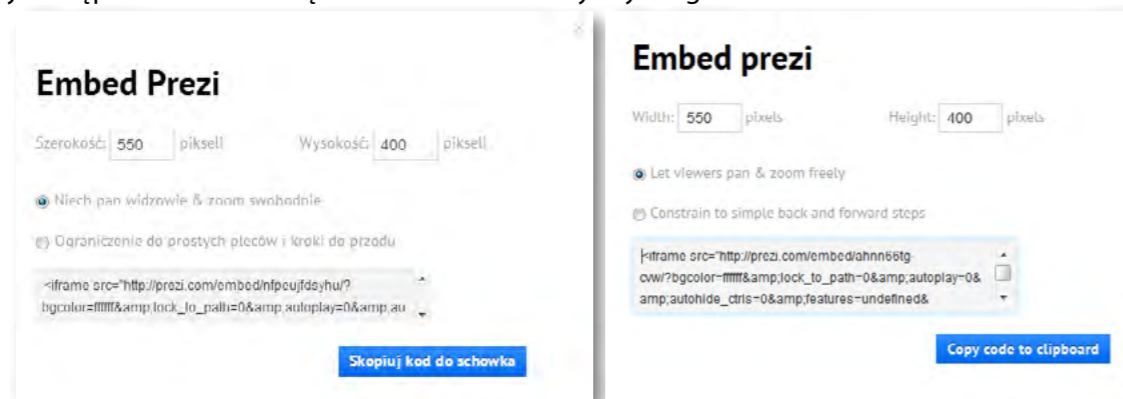 Embed Prezi
Szerokość: 550 pikseli Wysokość: 400 pikseli
Niech pan widzowie & zoom swobodnie
Ograniczenie do prostych pleców i kroki do przodu
<iframe src="http://prezi.com/embed/nfpeujfdsyhu/?
bgcolor=ffffff&amp;lock_to_path=0&amp;autoplay=0&amp;au
Skopiuj kod do schowka
Embed prezi
Width: 550 pixels Height: 400 pixels
Let viewers pan & zoom freely
Constrain to simple back and forward steps
<iframe src="http://prezi.com/embed/ahnn66tg-
cvw/?bgcolor=ffffff&amp;lock_to_path=0&amp;autoplay=0&
amp;autohide_ctrls=0&amp;features=undefined&
Copy code to clipboard